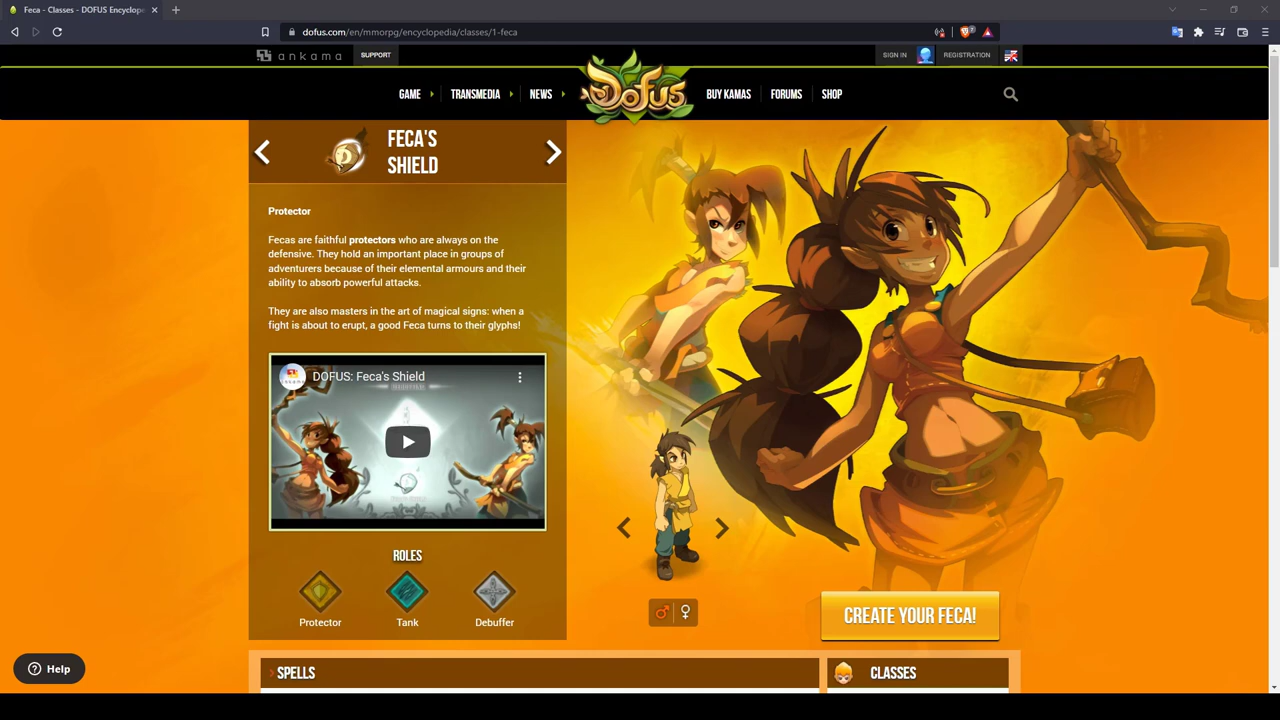 Feca - Classes - DOFUS Encyclop
dofus.com/en/mmorpg/encyclopedia/classes/1-feca
ankama
SUPPORT
SIGN IN
REGISTRATION
GAME
TRANSMEDIA
NEWS
DOFUS
BUY KAMAS
FORUMS
SHOP
FECA'S
SHIELD
Protector
Fecas are faithful protectors who are always on the
defensive. They hold an important place in groups of
adventurers because of their elemental armours and their
ability to absorb powerful attacks.
They are also masters in the art of magical signs: when a
fight is about to erupt, a good Feca turns to their glyphs!
DOFUS: Feca's Shield
ROLES
Protector
Tank
Debuffer
CREATE YOUR FECA!
Help
SPELLS
CLASSES